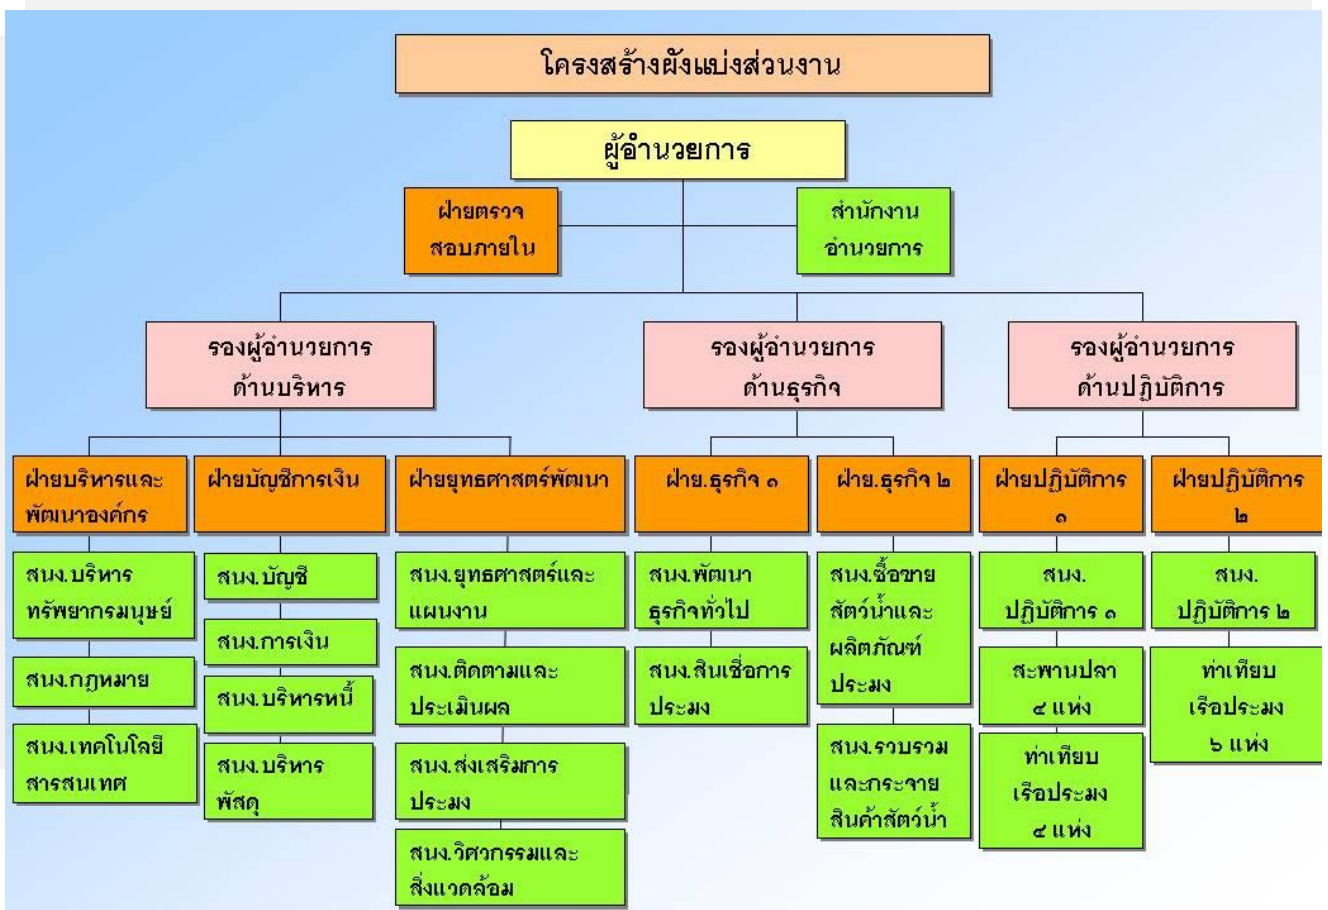 โครงสร้างผังแบ่งส่วนงาน
ผู้อำนวยการ
ฝ่ายตรวจ
สอบภายใน
สำนักงาน
อำนวยการ
รองผู้อำนวยการ
ด้านบริหาร
รองผู้อำนวยการ
ด้านธุรกิจ
รองผู้อำนวยการ
ด้านปฏิบัติการ
ฝ่ายบริหารและ
พัฒนาองค์กร
ฝ่ายบัญชีการเงิน
ฝ่ายยุทธศาสตร์พัฒนา
ฝ่าย.ธุรกิจ ๑
ฝ่าย.ธุรกิจ ๒
ฝ่ายปฏิบัติการ
๑
ฝ่ายปฏิบัติการ
๒
สนง.บริหาร
ทรัพยากรมนุษย์
สนง.กฎหมาย
สนง.เทคโนโลยี
สารสนเทศ
สนง.บัญชี
สนง.การเงิน
สนง.บริหารหนี้
สนง.บริหาร
พัสดุ
สนง.ยุทธศาสตร์และ
แผนงาน
สนง.ติดตามและ
ประเมินผล
สนง.ส่งเสริมการ
ประมง
สนง.วิศวกรรมและ
สิ่งแวดล้อม
สนง.พัฒนา
ธุรกิจทั่วไป
สนง.สินเชื่อการ
ประมง
สนง.ซื้อขาย
สัตว์น้ำและ
ผลิตภัณฑ์
ประมง
สนง.รวบรวม
และกระจาย
สินค้าสัตว์น้ำ
สนง.
ปฏิบัติการ ๑
สะพานปลา
๔ แห่ง
ท่าเทียบ
เรือประมง
๔ แห่ง
สนง.
ปฏิบัติการ ๒
ท่าเทียบ
เรือประมง
๖ แห่ง